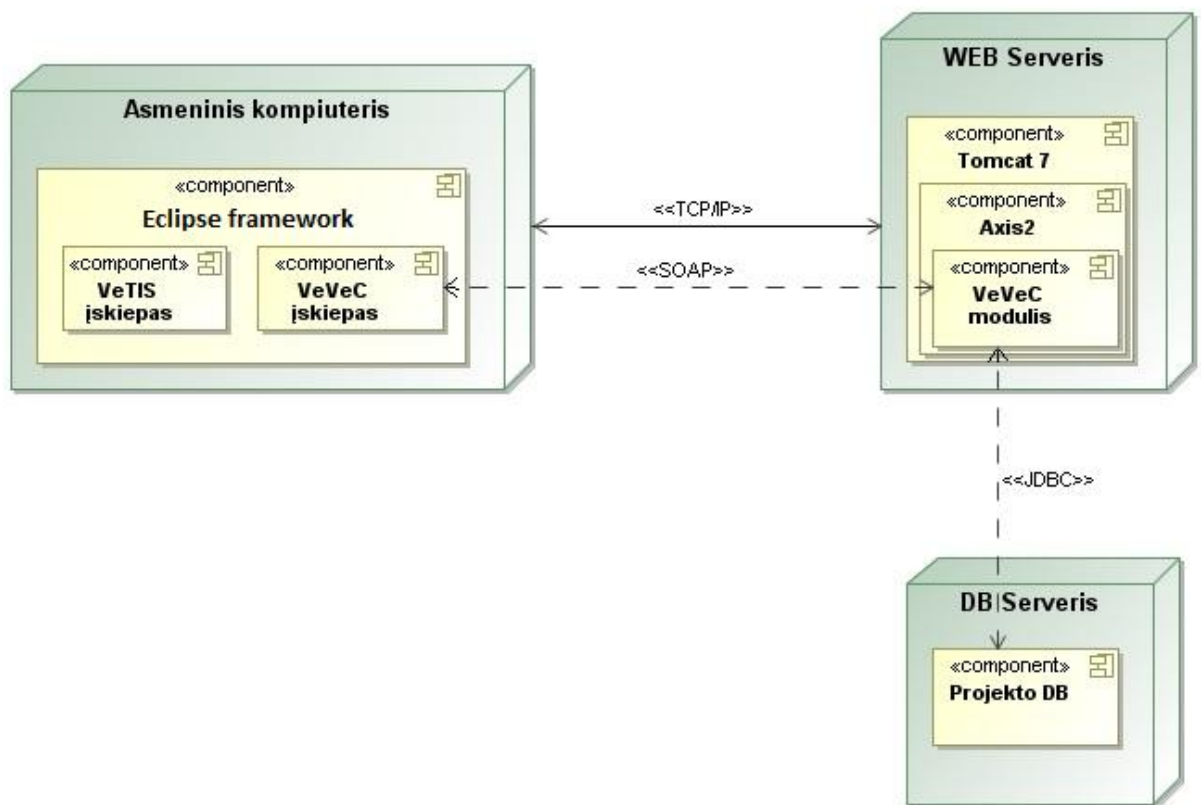 Asmeninis kompiuteris
«component»
Eclipse framework
«component»
VeTIS
įskiepas
«component»
VeVeC
įskiepas
<<TCP/IP>>
<<SOAP>>
WEB Serveris
«component»
Tomcat 7
«component»
Axis2
«component»
VeVeC
modulis
<<JDBC>>
DB Serveris
«component»
Projekto DB